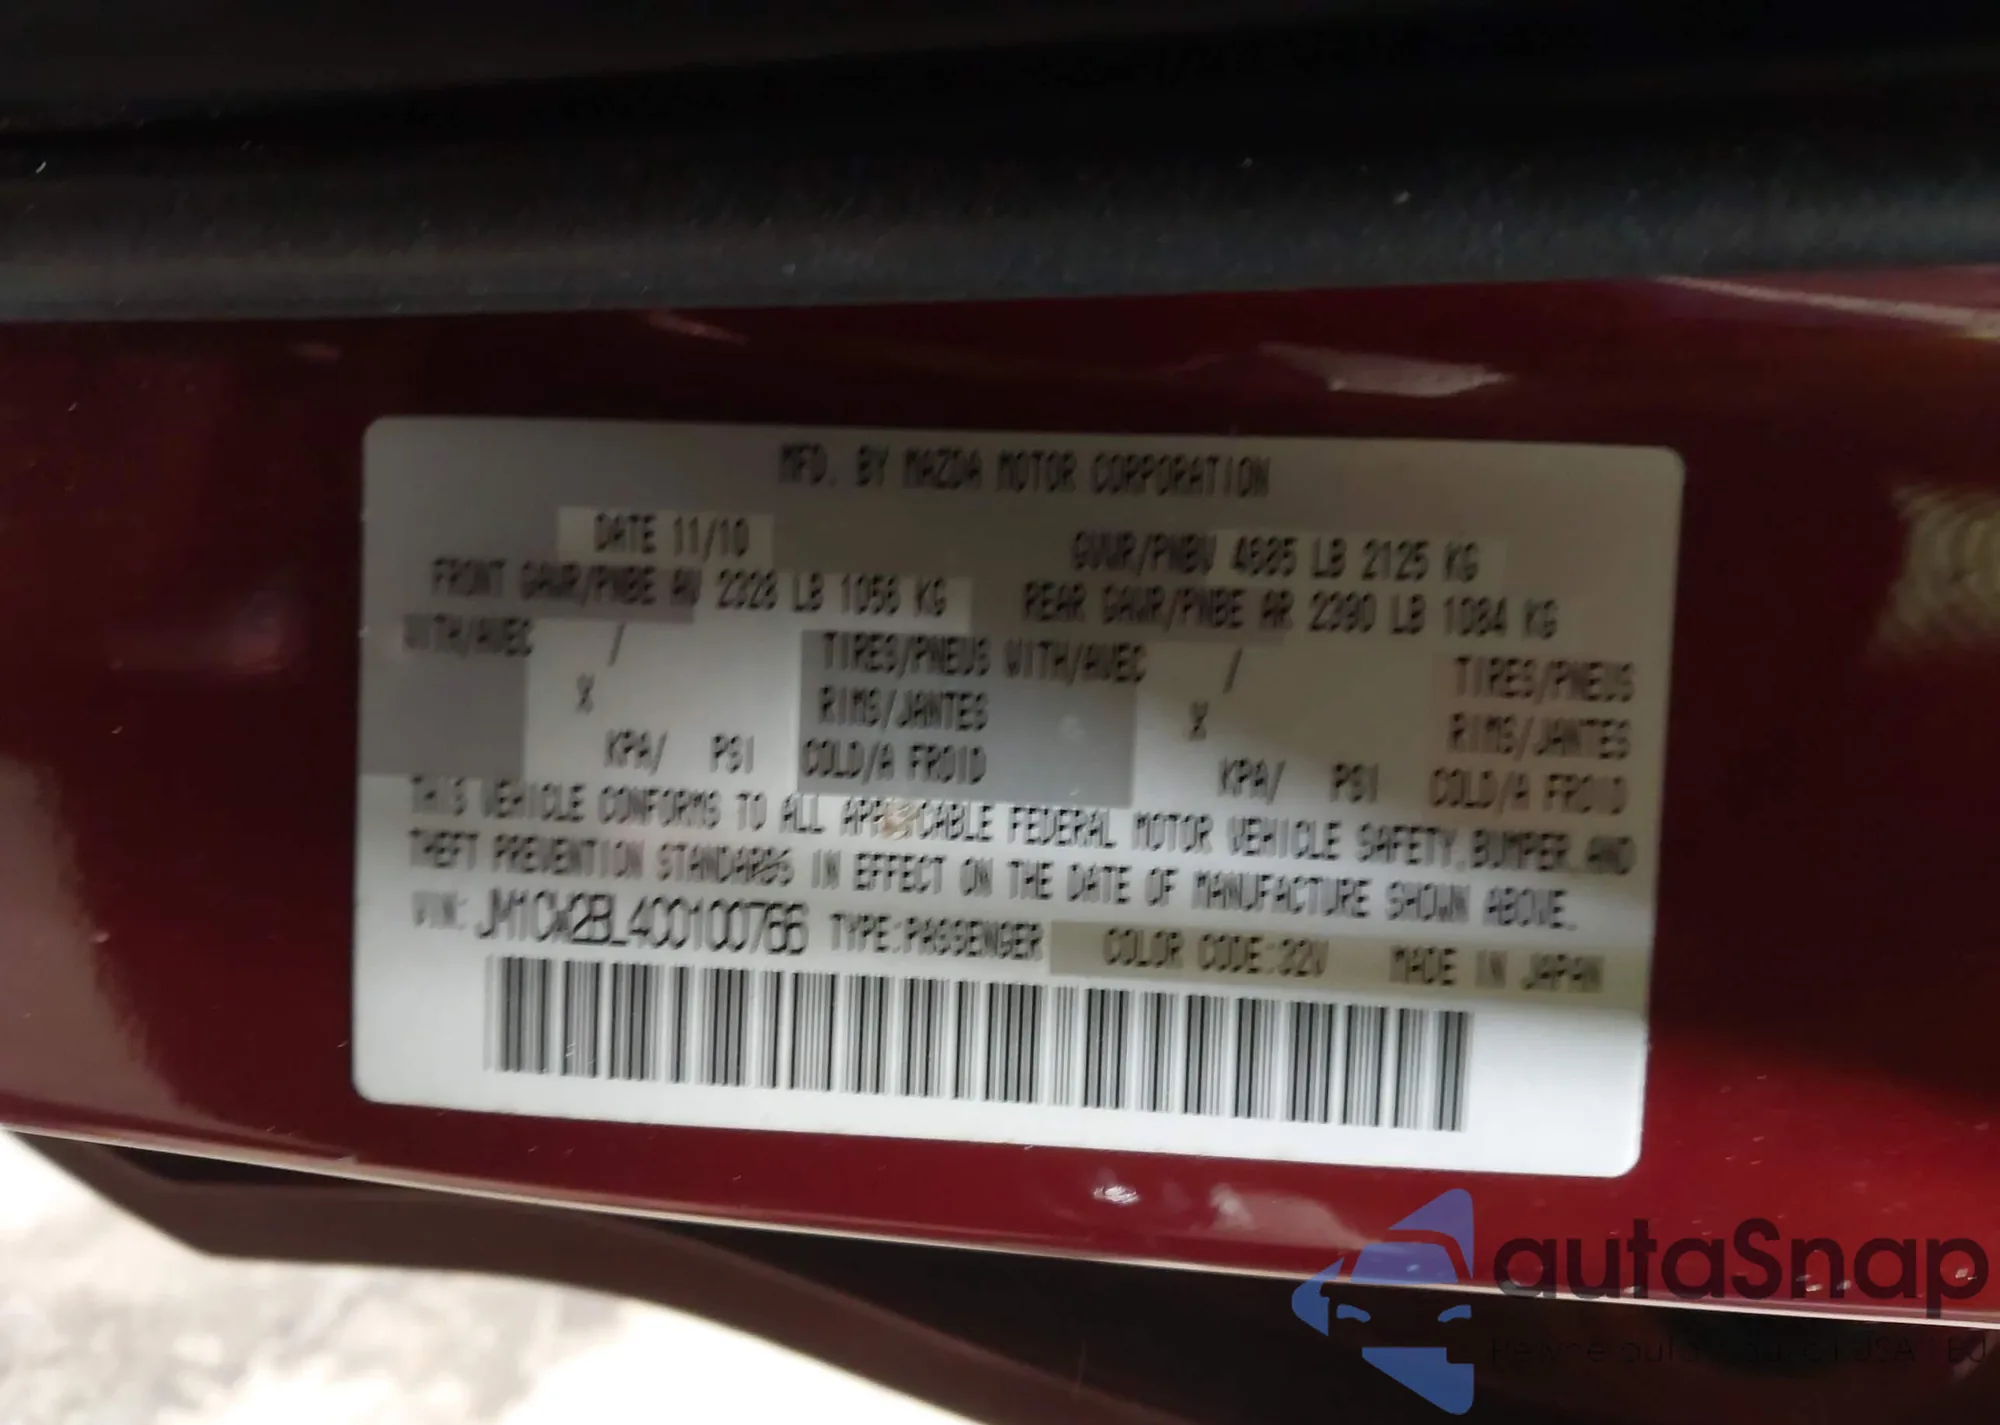 MFD. BY MAZDA MOTOR CORPORATION
DATE 11/10 GVWR/PNBV 4685 LB 2125 KG
FRONT GAWR/PNBE AV 2328 LB 1056 KG REAR GAWR/PNBE AR 2390 LB 1084 KG
WITH/AVEC / TIRES/PNEUS WITH/AVEC / TIRES/PNEUS
X RIMS/JANTES X RIMS/JANTES
KPA/ PSI COLD/A FROID KPA/ PSI COLD/A FROID
THIS VEHICLE CONFORMS TO ALL APPLICABLE FEDERAL MOTOR VEHICLE SAFETY, BUMPER, AND
THEFT PREVENTION STANDARDS IN EFFECT ON THE DATE OF MANUFACTURE SHOWN ABOVE.
VIN: JM1CW2BL4C0100766 TYPE:PASSENGER COLOR CODE:32V MADE IN JAPAN
autaSnap